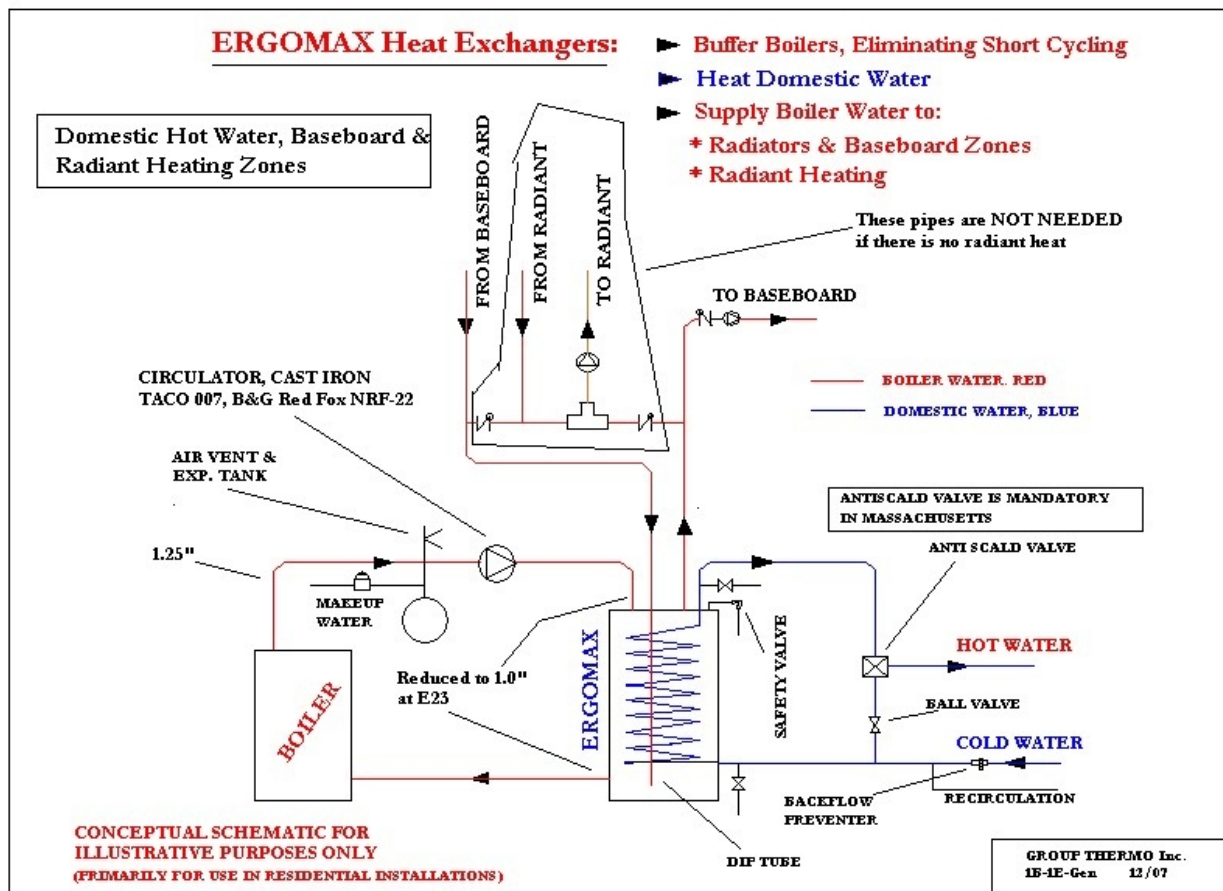 ERGOMAX Heat Exchangers:
Buffer Boilers, Eliminating Short Cycling
Heat Domestic Water
Supply Boiler Water to:
* Radiators & Baseboard Zones
* Radiant Heating
Domestic Hot Water, Baseboard &
Radiant Heating Zones
These pipes are NOT NEEDED
if there is no radiant heat
FROM BASEBOARD
FROM RADIANT
TO RADIANT
TO BASEBOARD
CIRCULATOR, CAST IRON
TACO 007, B&G Red Fox NRF-22
BOILER WATER. RED
DOMESTIC WATER, BLUE
AIR VENT &
EXP. TANK
ANTISCALD VALVE IS MANDATORY
IN MASSACHUSETTS
ANTI SCALD VALVE
1.25"
MAKEUP
WATER
SAFETY VALVE
HOT WATER
Reduced to 1.0"
at E23
ERGOMAX
BOILER
BALL VALVE
COLD WATER
BACKFLOW
PREVENTER
RECIRCULATION
DIP TUBE
CONCEPTUAL SCHEMATIC FOR
ILLUSTRATIVE PURPOSES ONLY
(PRIMARILY FOR USE IN RESIDENTIAL INSTALLATIONS)
GROUP THERMO Inc.
1B-1E-Gen 12/07